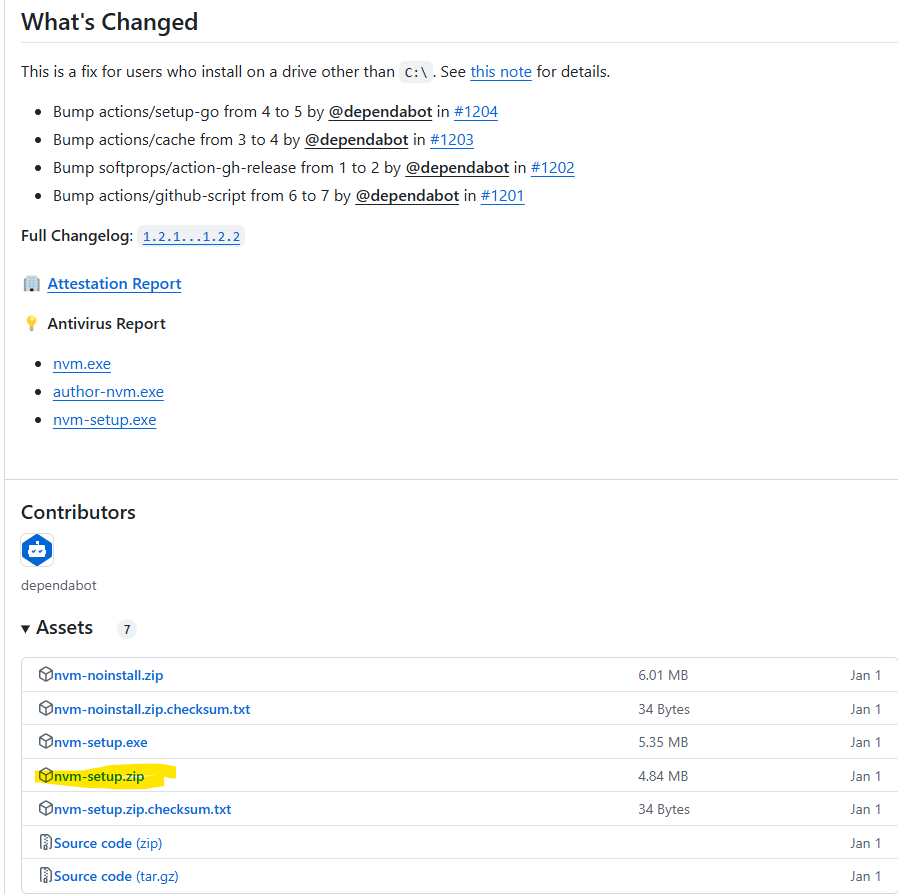 What's Changed
This is a fix for users who install on a drive other than C:\. See this note for details.
Bump actions/setup-go from 4 to 5 by @dependabot in #1204
Bump actions/cache from 3 to 4 by @dependabot in #1203
Bump softprops/action-gh-release from 1 to 2 by @dependabot in #1202
Bump actions/github-script from 6 to 7 by @dependabot in #1201
Full Changelog: 1.2.1...1.2.2
Attestation Report
Antivirus Report
nvm.exe
author-nvm.exe
nvm-setup.exe
Contributors
dependabot
Assets 7
nvm-noinstall.zip 6.01 MB Jan 1
nvm-noinstall.zip.checksum.txt 34 Bytes Jan 1
nvm-setup.exe 5.35 MB Jan 1
nvm-setup.zip 4.84 MB Jan 1
nvm-setup.zip.checksum.txt 34 Bytes Jan 1
Source code (zip) Jan 1
Source code (tar.gz) Jan 1